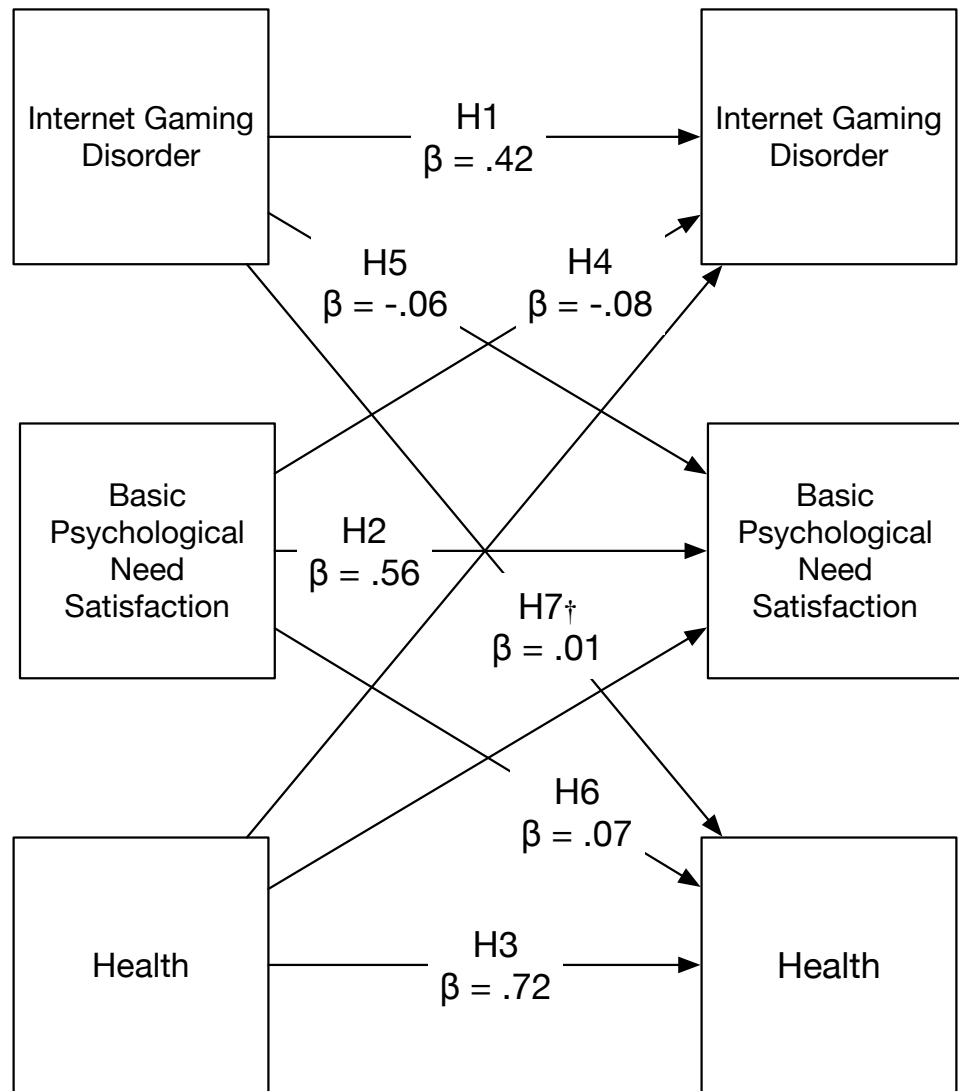 Internet Gaming
Disorder
H1
β = .42
Internet Gaming
Disorder
H5
β = -.06
H4
β = -.08
Basic
Psychological
Need
Satisfaction
H2
β = .56
Basic
Psychological
Need
Satisfaction
H7†
β = .01
H6
β = .07
Health
H3
β = .72
Health